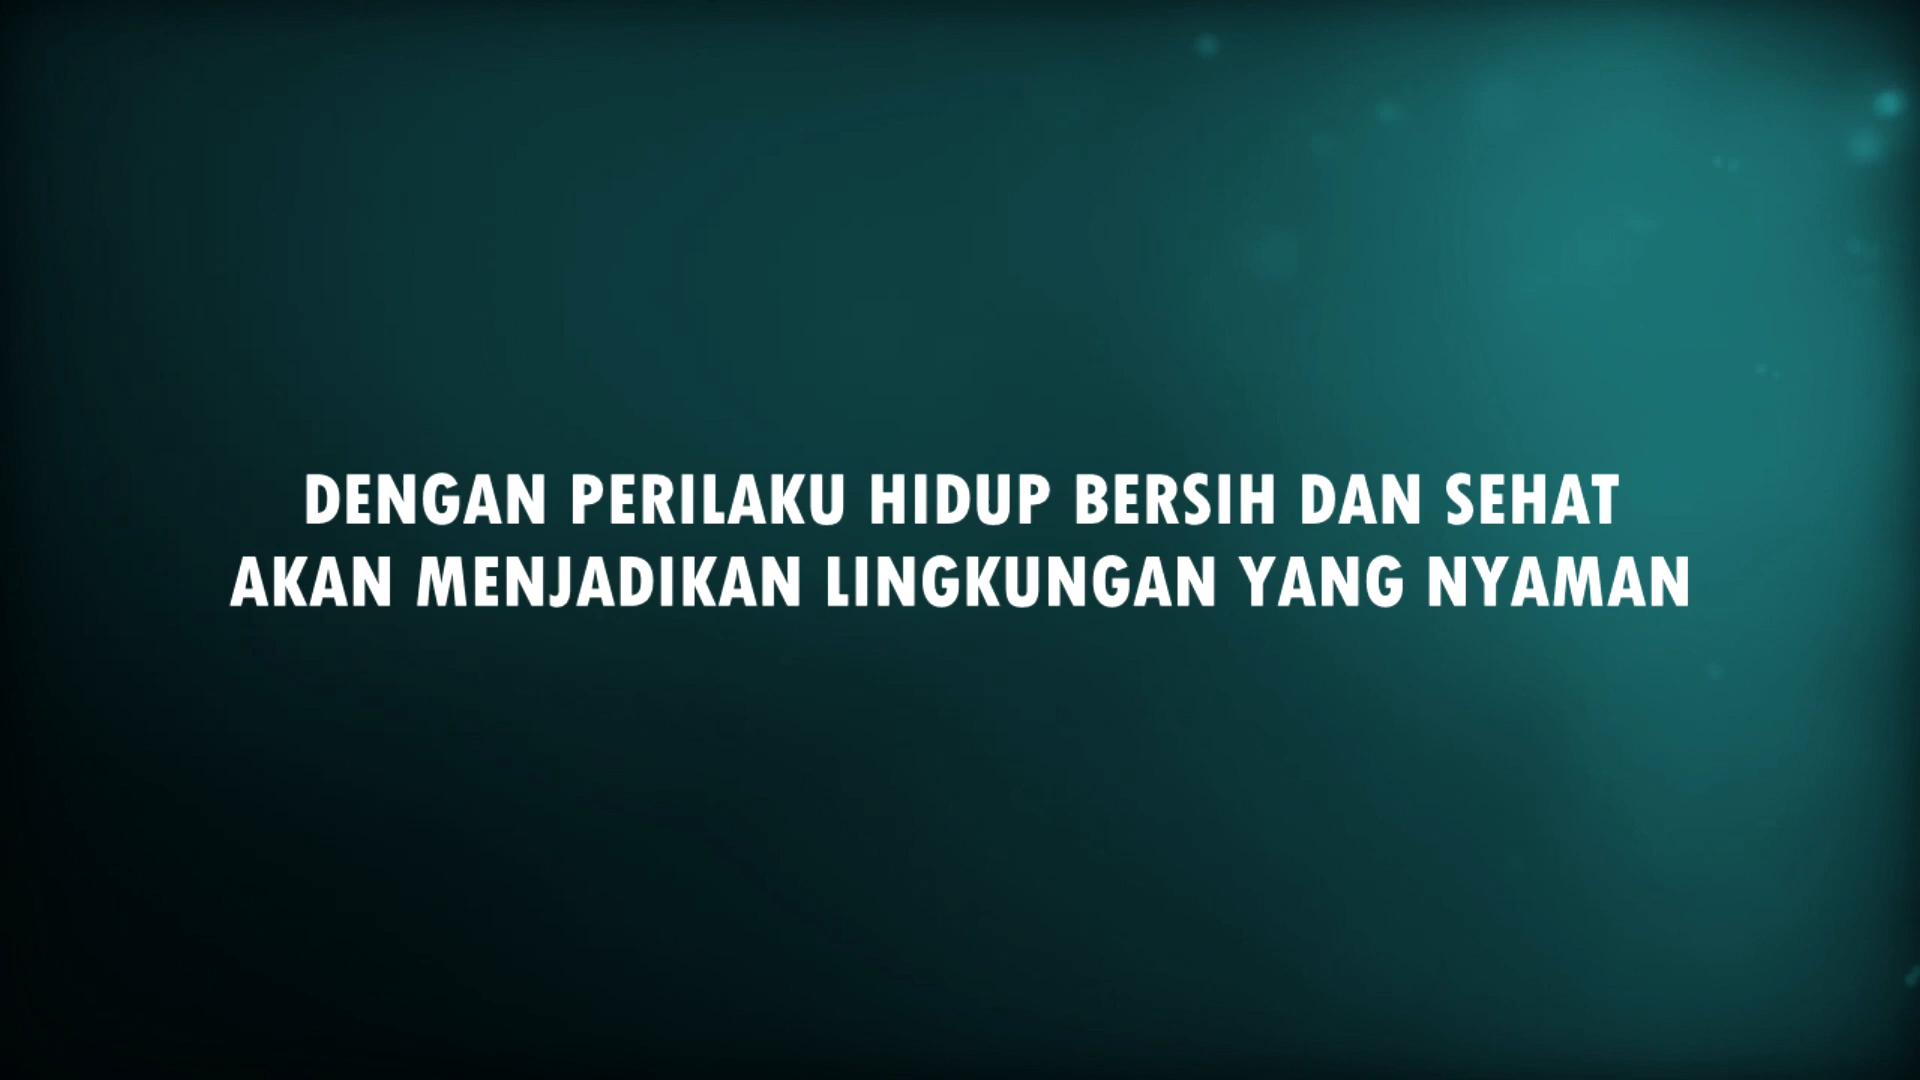 DENGAN PERILAKU HIDUP BERSIH DAN SEHAT
AKAN MENJADIKAN LINGKUNGAN YANG NYAMAN